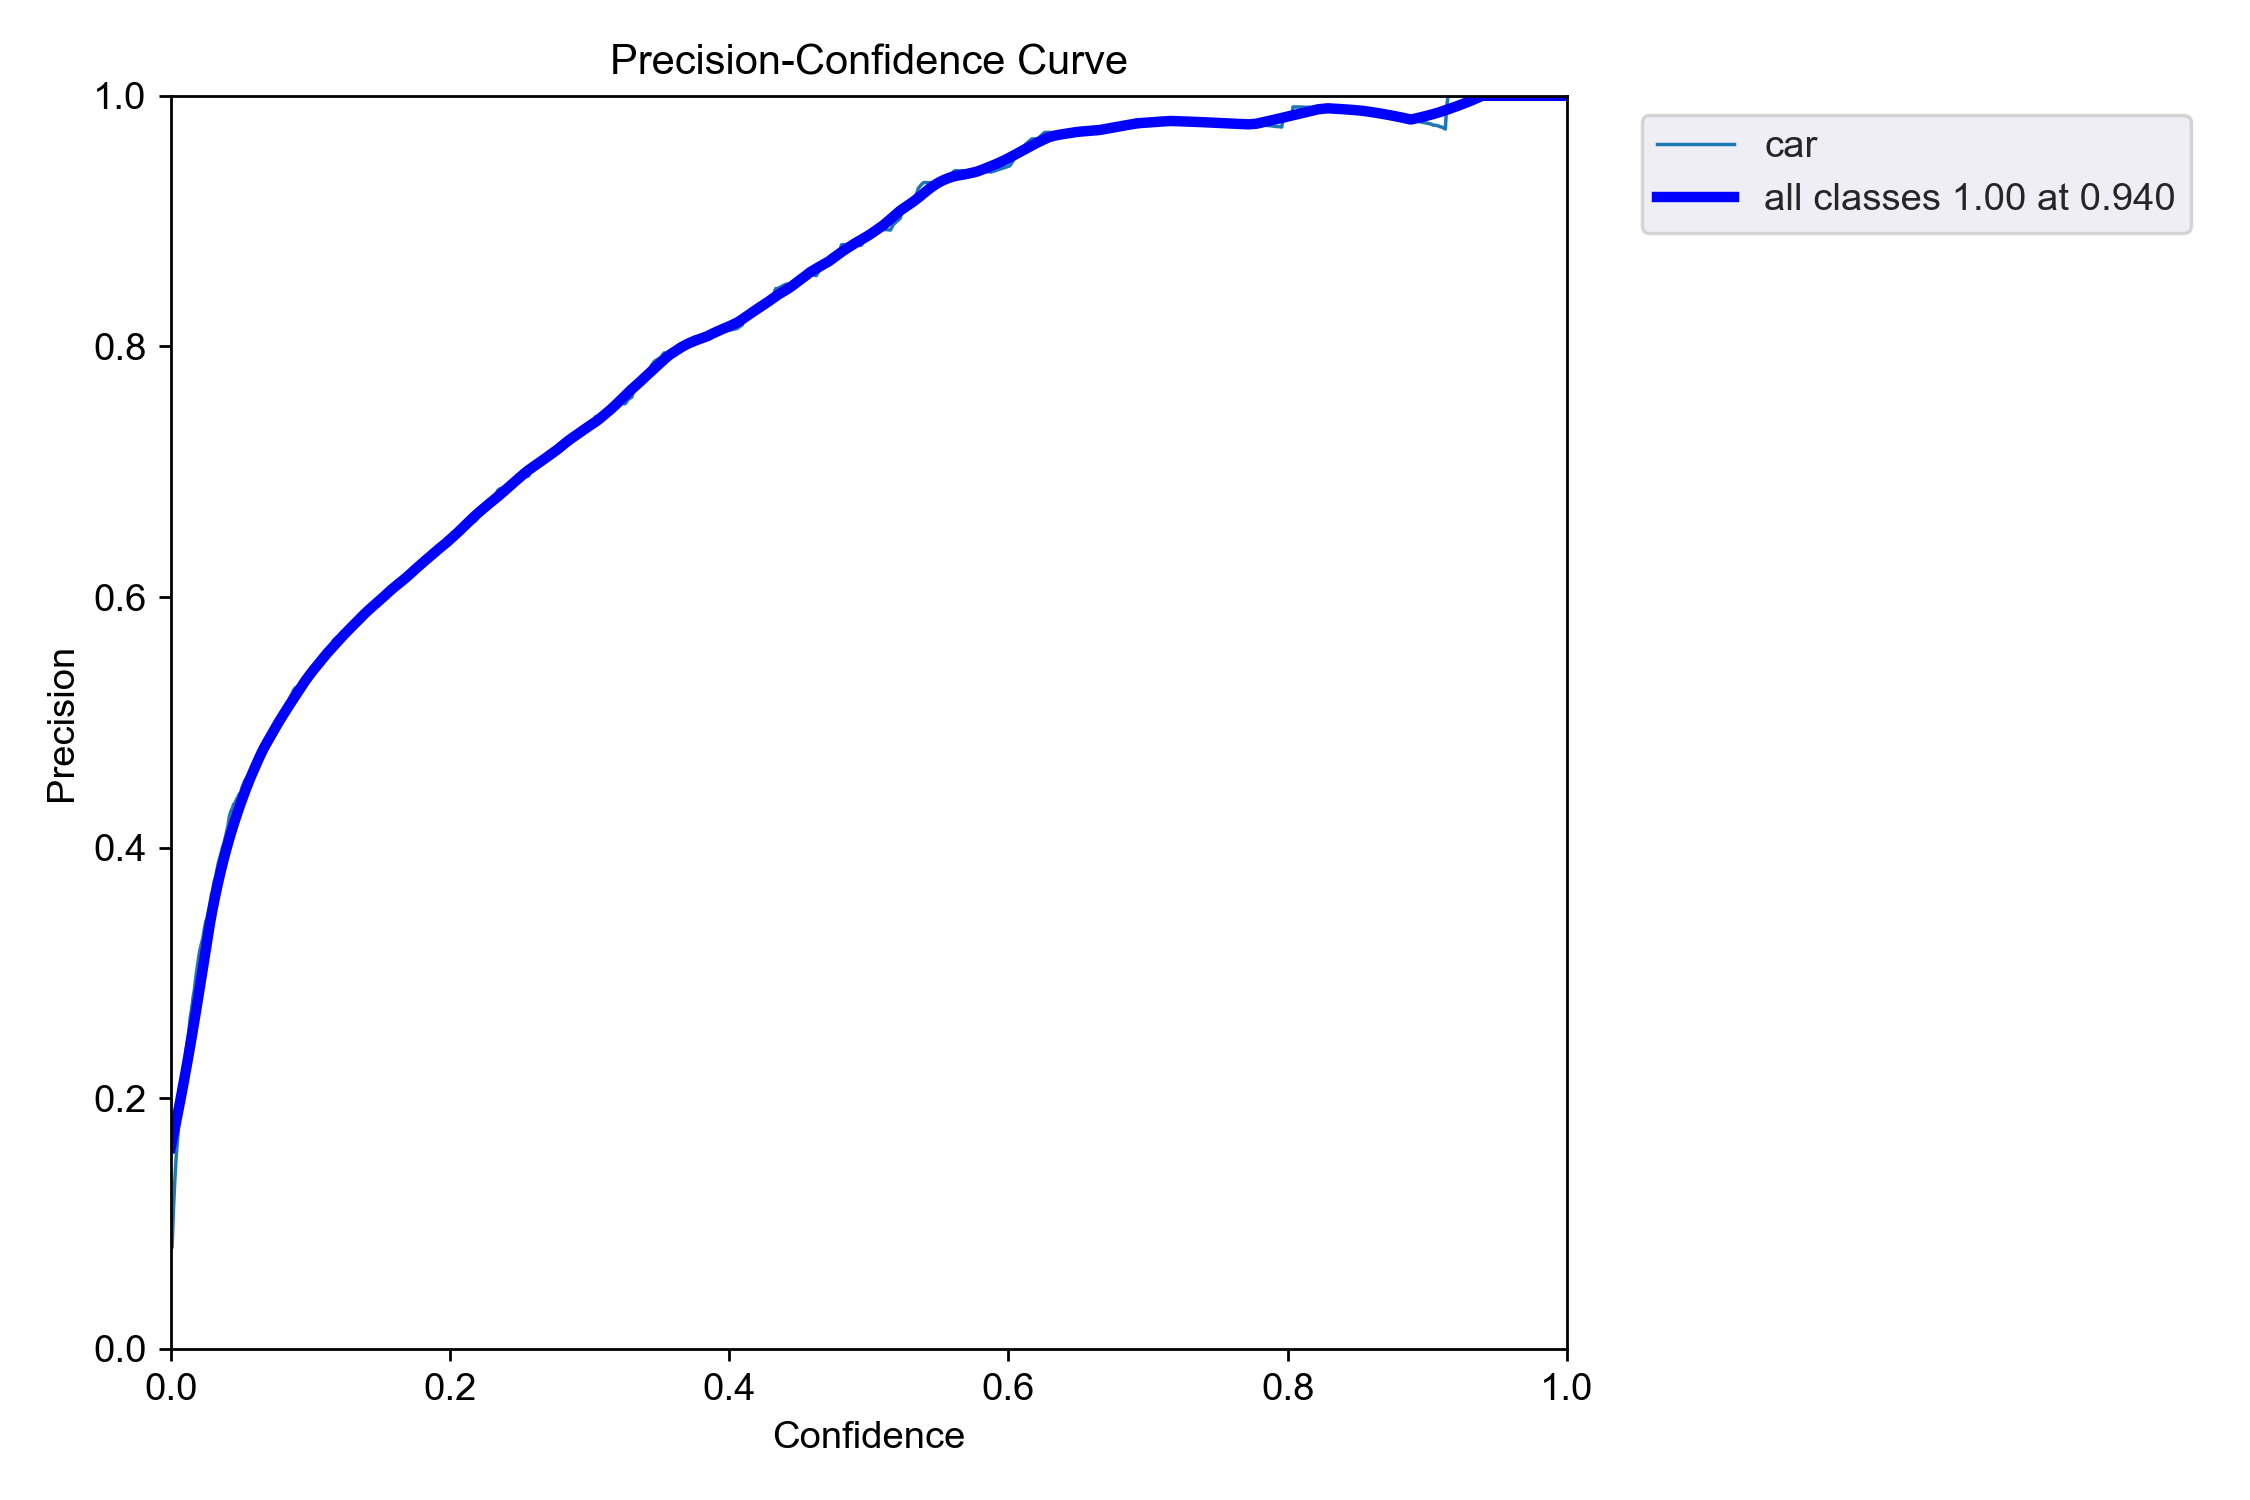 Precision-Confidence Curve
1.0
0.8
0.6
0.4
0.2
0.0
Precision
0.0 0.2 0.4 0.6 0.8 1.0
Confidence
car
all classes 1.00 at 0.940